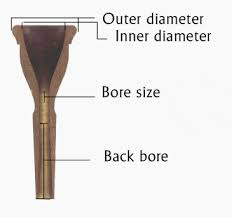 Outer diameter
Inner diameter
Bore size
Back bore